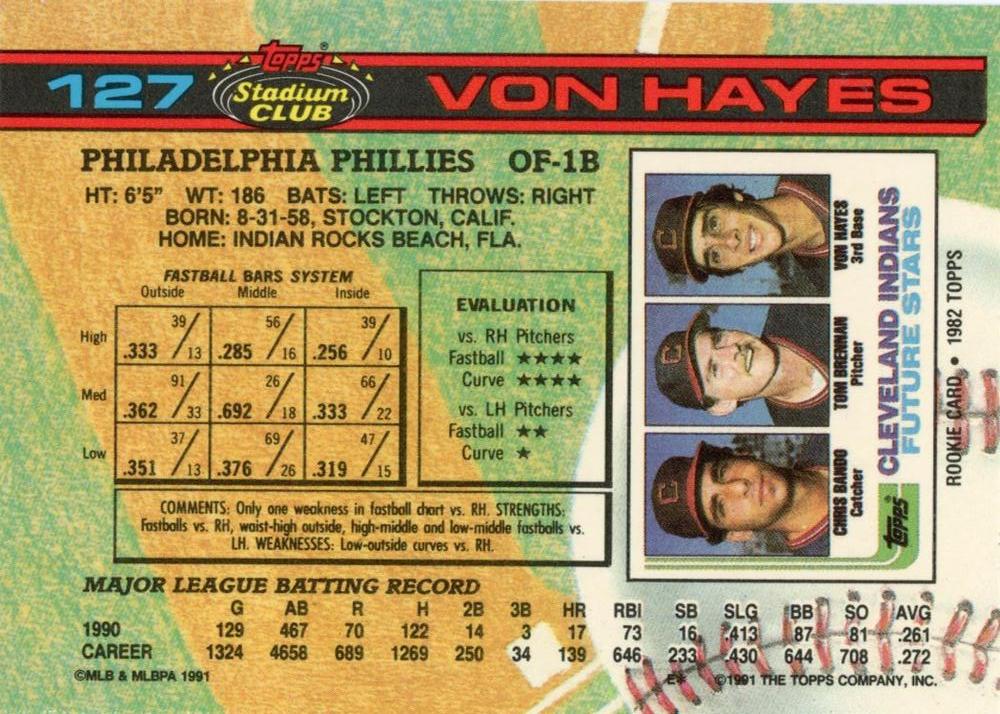 127
Topps®
Stadium
CLUB
VON HAYES
PHILADELPHIA PHILLIES OF-1B
HT: 6'5" WT: 186 BATS: LEFT THROWS: RIGHT
BORN: 8-31-58, STOCKTON, CALIF.
HOME: INDIAN ROCKS BEACH, FLA.
FASTBALL BARS SYSTEM
Outside Middle Inside
High .333 39/13 .285 56/16 .256 39/10
Med .362 91/33 .692 26/18 .333 66/22
Low .351 37/13 .376 69/26 .319 47/15
EVALUATION
vs. RH Pitchers
Fastball ★★★★
Curve ★★★★
vs. LH Pitchers
Fastball ★★
Curve ★
COMMENTS: Only one weakness in fastball chart vs. RH. STRENGTHS:
Fastballs vs. RH, waist-high outside, high-middle and low-middle fastballs vs.
LH. WEAKNESSES: Low-outside curves vs. RH.
C
CHRIS BANDO
Catcher
C
TOM BRENNAN
Pitcher
C
VON HAYES
3rd Base
Topps®
CLEVELAND INDIANS
FUTURE STARS
ROOKIE CARD • 1982 TOPPS
MAJOR LEAGUE BATTING RECORD
G AB R H 2B 3B HR RBI SB SLG BB SO AVG
1990 129 467 70 122 14 3 17 73 16 .413 87 81 .261
CAREER 1324 4658 689 1269 250 34 139 646 233 .430 644 708 .272
©MLB & MLBPA 1991 E* ©1991 THE TOPPS COMPANY, INC.